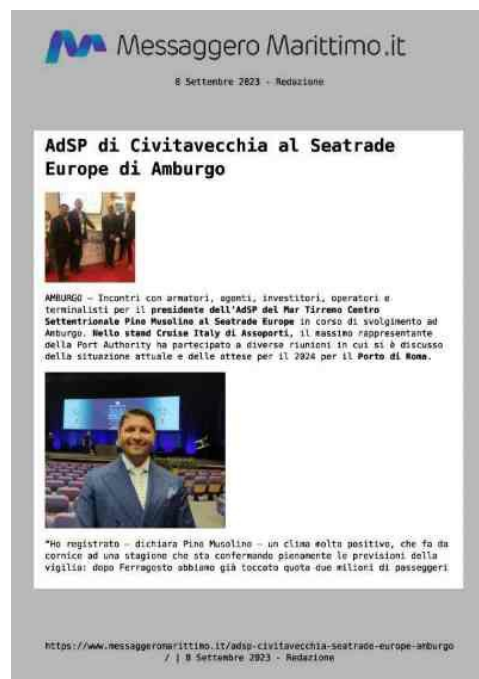 Messaggero Marittimo.it
8 Settembre 2023 - Redazione
AdSP di Civitavecchia al Seatrade
Europe di Amburgo
AMBURGO – Incontri con armatori, agenti, investitori, operatori e
terminalisti per il presidente dell'AdSP del Mar Tirreno Centro
Settentrionale Pino Musolino al Seatrade Europe in corso di svolgimento ad
Amburgo. Nello stand Cruise Italy di Assoporti, il massimo rappresentante
della Port Authority ha partecipato a diverse riunioni in cui si è discusso
della situazione attuale e delle attese per il 2024 per il Porto di Roma.
"Ho registrato – dichiara Pino Musolino – un clima molto positivo, che fa da
cornice ad una stagione che sta confermando pienamente le previsioni della
vigilia: dopo Ferragosto abbiamo già toccato quota due milioni di passeggeri
https://www.messaggeromarittimo.it/adsp-civitavecchia-seatrade-europe-amburgo
/ | 8 Settembre 2023 - Redazione